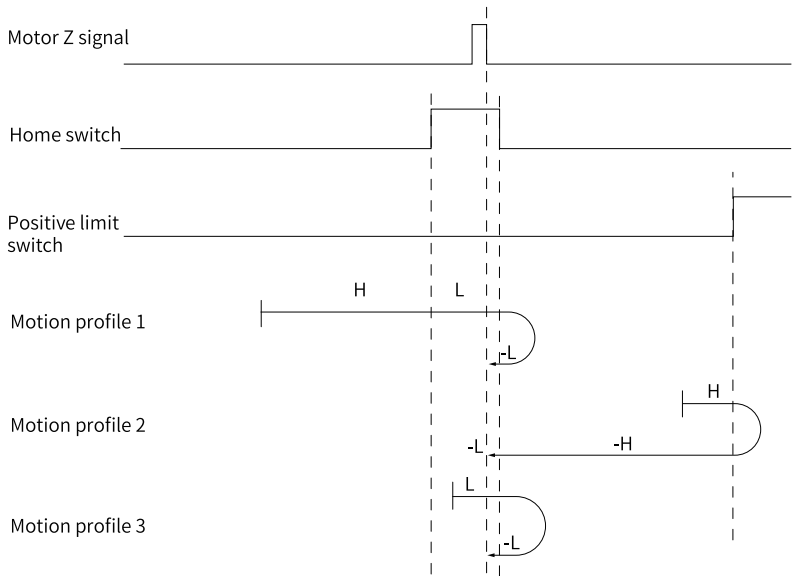 Motor Z signal
Home switch
Positive limit
switch
H
L
Motion profile 1
-L
H
Motion profile 2
-L
-H
L
Motion profile 3
-L